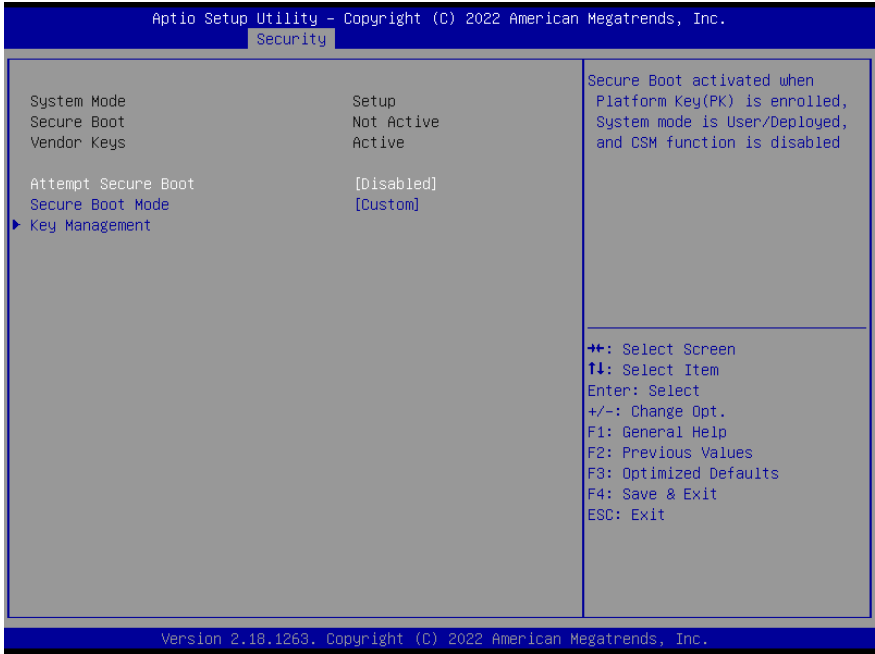 Aptio Setup Utility – Copyright (C) 2022 American Megatrends, Inc.
Security
System Mode Setup
Secure Boot Not Active
Vendor Keys Active
Attempt Secure Boot [Disabled]
Secure Boot Mode [Custom]
▶ Key Management
Secure Boot activated when
Platform Key(PK) is enrolled,
System mode is User/Deployed,
and CSM function is disabled
→←: Select Screen
↑↓: Select Item
Enter: Select
+/-: Change Opt.
F1: General Help
F2: Previous Values
F3: Optimized Defaults
F4: Save & Exit
ESC: Exit
Version 2.18.1263. Copyright (C) 2022 American Megatrends, Inc.